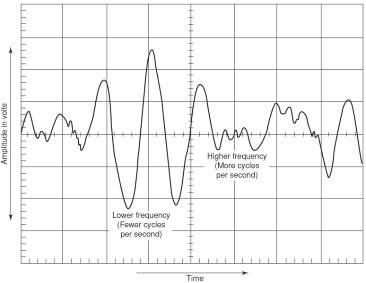 Amplitude in volts
Higher frequency
(More cycles
per second)
Lower frequency
(Fewer cycles
per second)
Time